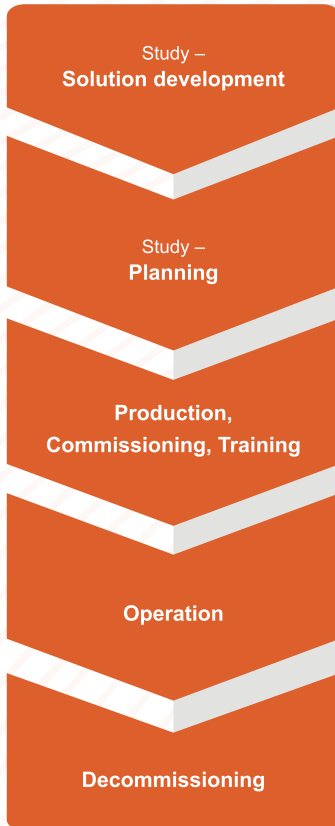 Study –
Solution development
Study –
Planning
Production,
Commissioning, Training
Operation
Decommissioning